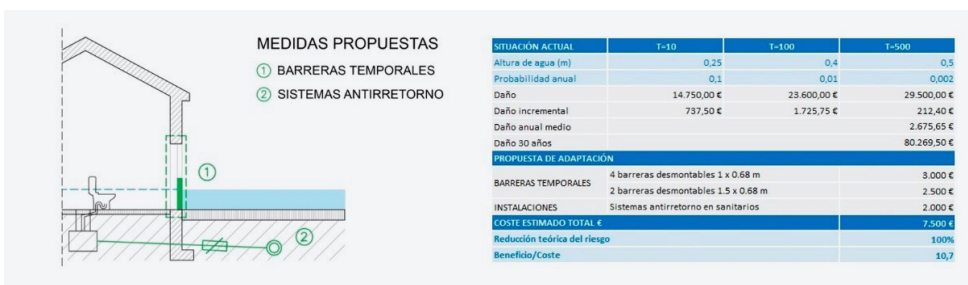 MEDIDAS PROPUESTAS
1 BARRERAS TEMPORALES
2 SISTEMAS ANTIRRETORNO
1
2
SITUACIÓN ACTUAL T=10 T=100 T=500
Altura de agua (m) 0,25 0,4 0,5
Probabilidad anual 0,1 0,01 0,002
Daño 14.750,00 € 23.600,00 € 29.500,00 €
Daño incremental 737,50 € 1.725,75 € 212,40 €
Daño anual medio 2.675,65 €
Daño 30 años 80.269,50 €
PROPUESTA DE ADAPTACIÓN
BARRERAS TEMPORALES 4 barreras desmontables 1 x 0.68 m 3.000 €
2 barreras desmontables 1.5 x 0.68 m 2.500 €
INSTALACIONES Sistemas antirretorno en sanitarios 2.000 €
COSTE ESTIMADO TOTAL € 7.500 €
Reducción teórica del riesgo 100%
Beneficio/Coste 10,7